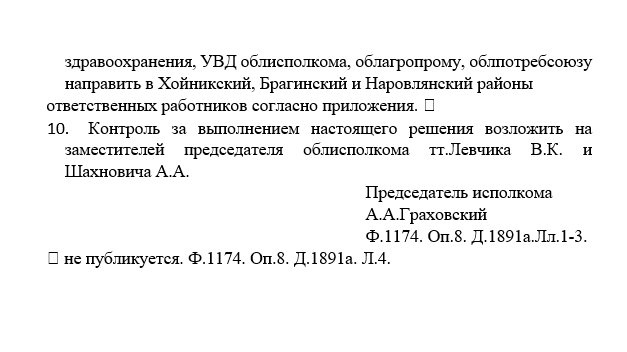 здравоохранения, УВД облисполкома, облагропрому, облпотребсоюзу
направить в Хойникский, Брагинский и Наровлянский районы
ответственных работников согласно приложения. 
10. Контроль за выполнением настоящего решения возложить на
заместителей председателя облисполкома тт.Левчика В.К. и
Шахновича А.А.
Председатель исполкома
А.А.Граховский
Ф.1174. Оп.8. Д.1891а.Лл.1-3.
 не публикуется. Ф.1174. Оп.8. Д.1891а. Л.4.